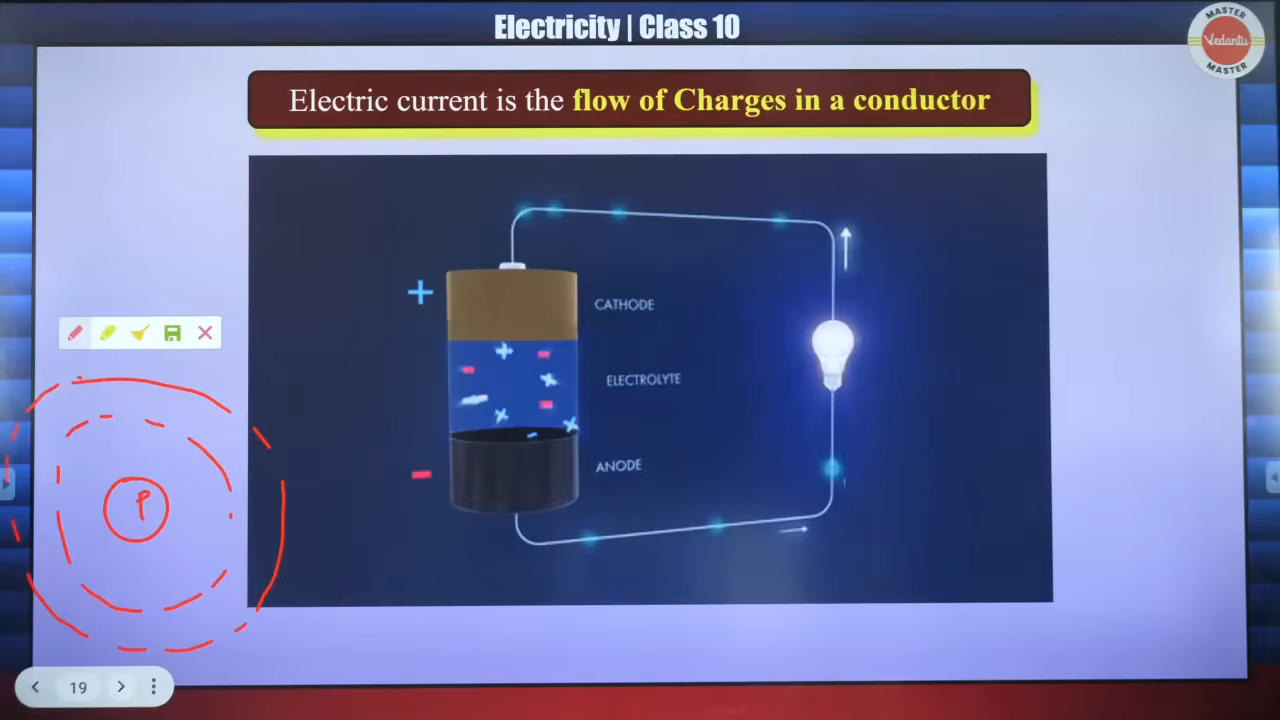 Electricity | Class 10
MASTER
Vedantu
MASTER
Electric current is the flow of Charges in a conductor
+
CATHODE
ELECTROLYTE
ANODE
P
19